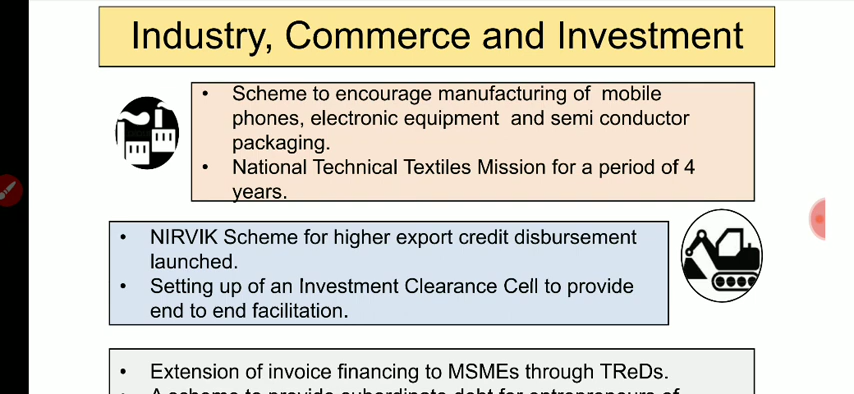 Industry, Commerce and Investment
• Scheme to encourage manufacturing of mobile
phones, electronic equipment and semi conductor
packaging.
• National Technical Textiles Mission for a period of 4
years.
• NIRVIK Scheme for higher export credit disbursement
launched.
• Setting up of an Investment Clearance Cell to provide
end to end facilitation.
• Extension of invoice financing to MSMEs through TReDs.
• A scheme to provide subordinate debt for entrepreneurs of